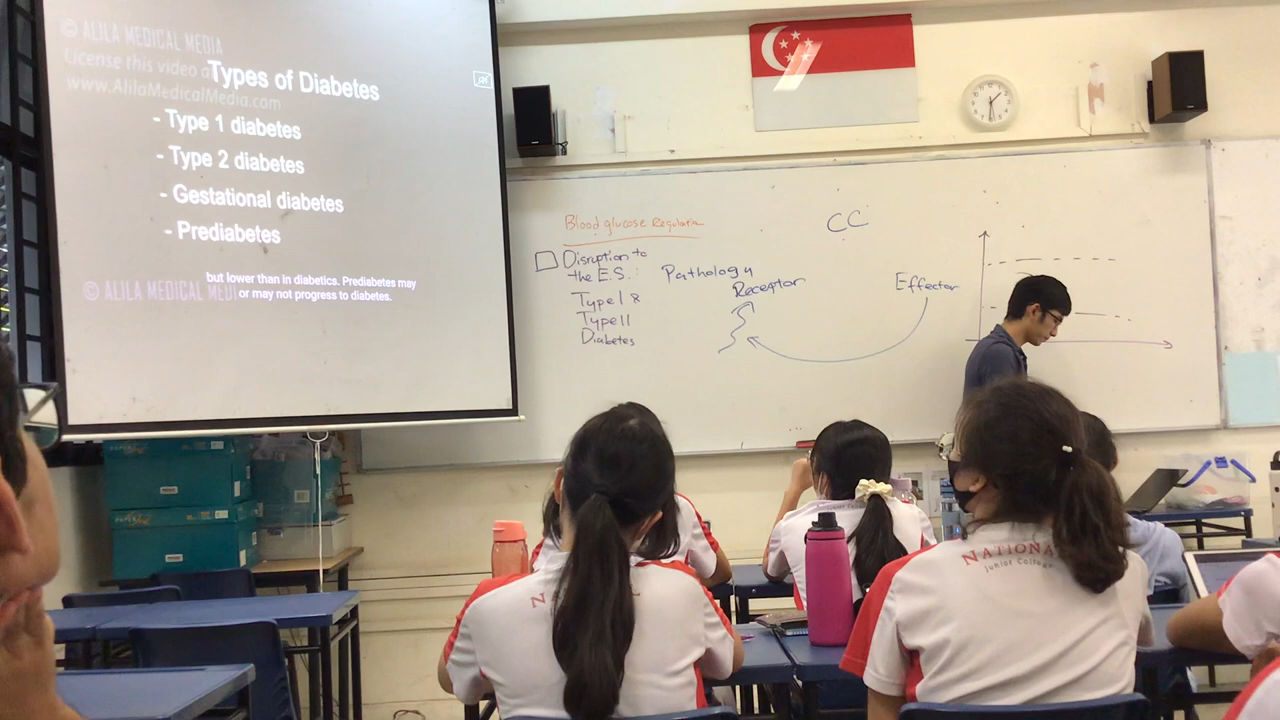 © ALILA MEDICAL MEDIA
License this video a
www.AlilaMedicalMedia.com
Types of Diabetes
- Type 1 diabetes
- Type 2 diabetes
- Gestational diabetes
- Prediabetes
but lower than in diabetics. Prediabetes may
or may not progress to diabetes.
© ALILA MEDICAL MEDI
Blood glucose Regulation
CC
Disruption to
the E.S.:
Pathology
Type I &
Type II
Diabetes
Receptor
Effector
NATIONAL
Junior College